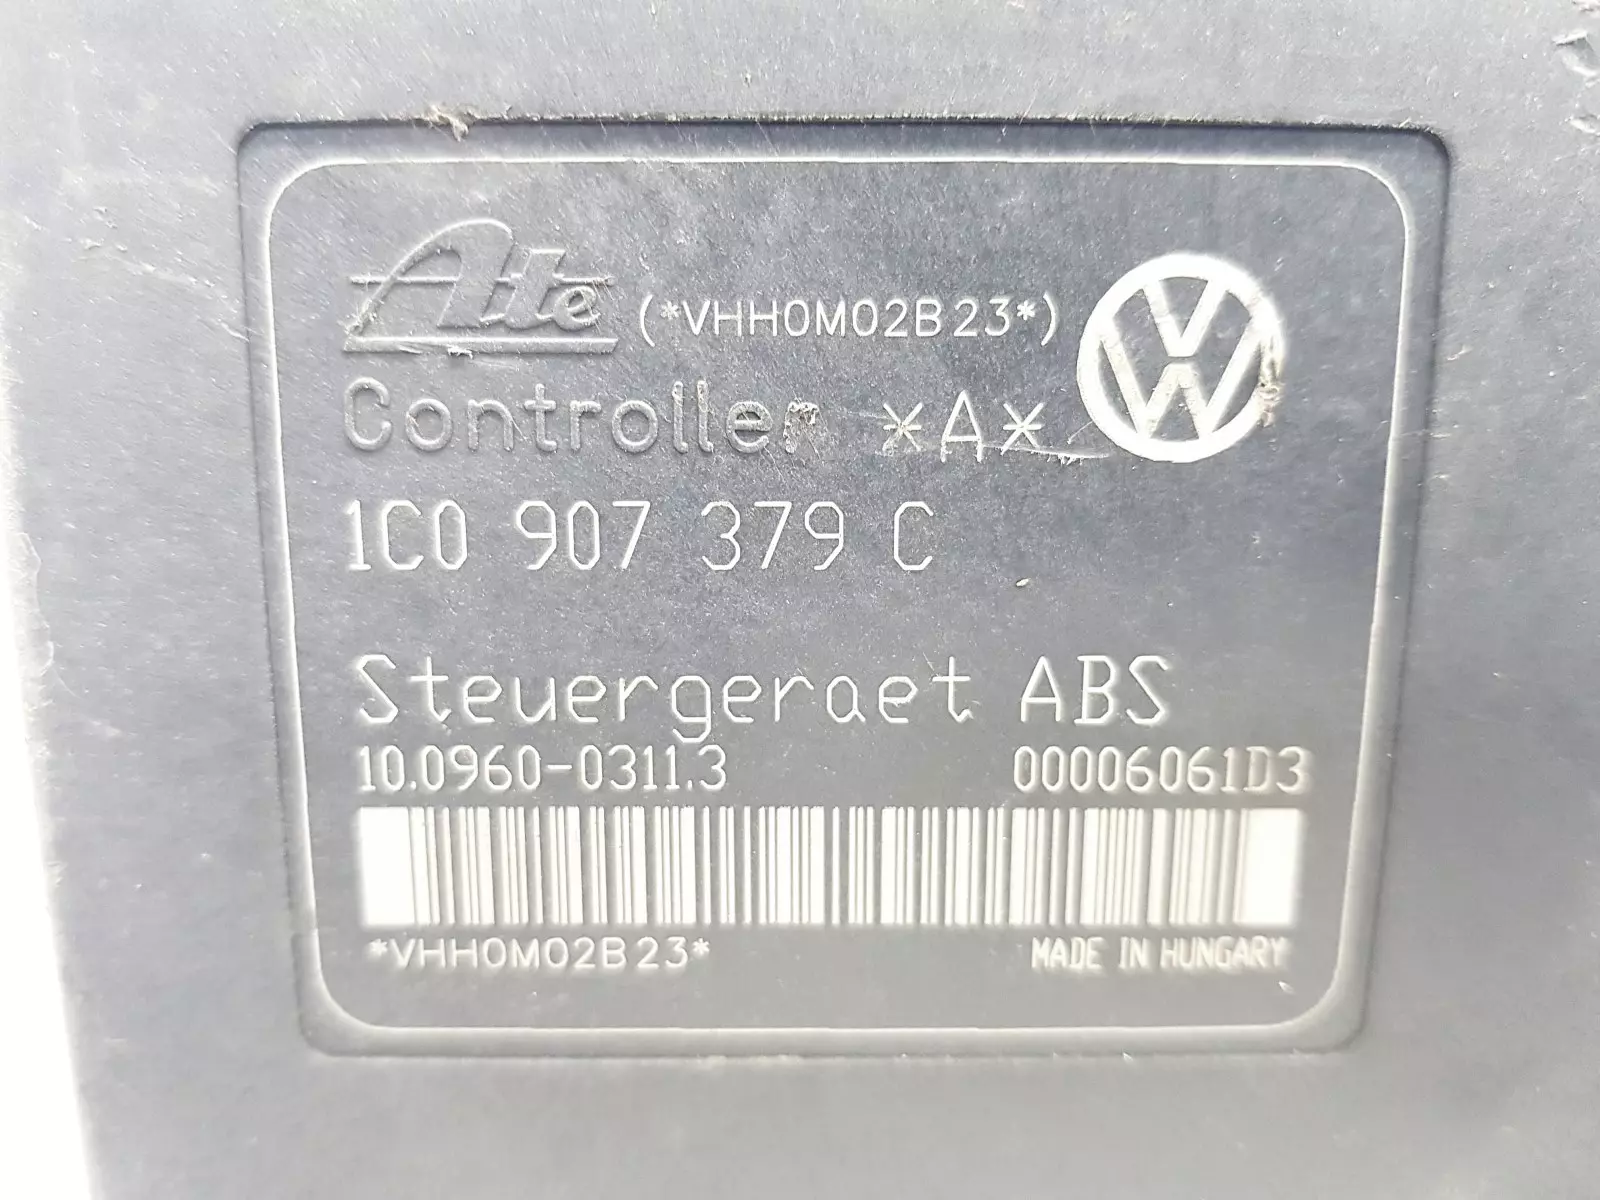 Ate (*VHH0M02B23*)
Controller *A*
1C0 907 379 C
Steuergeraet ABS
10.0960-0311.3 00006061D3
*VHH0M02B23* MADE IN HUNGARY